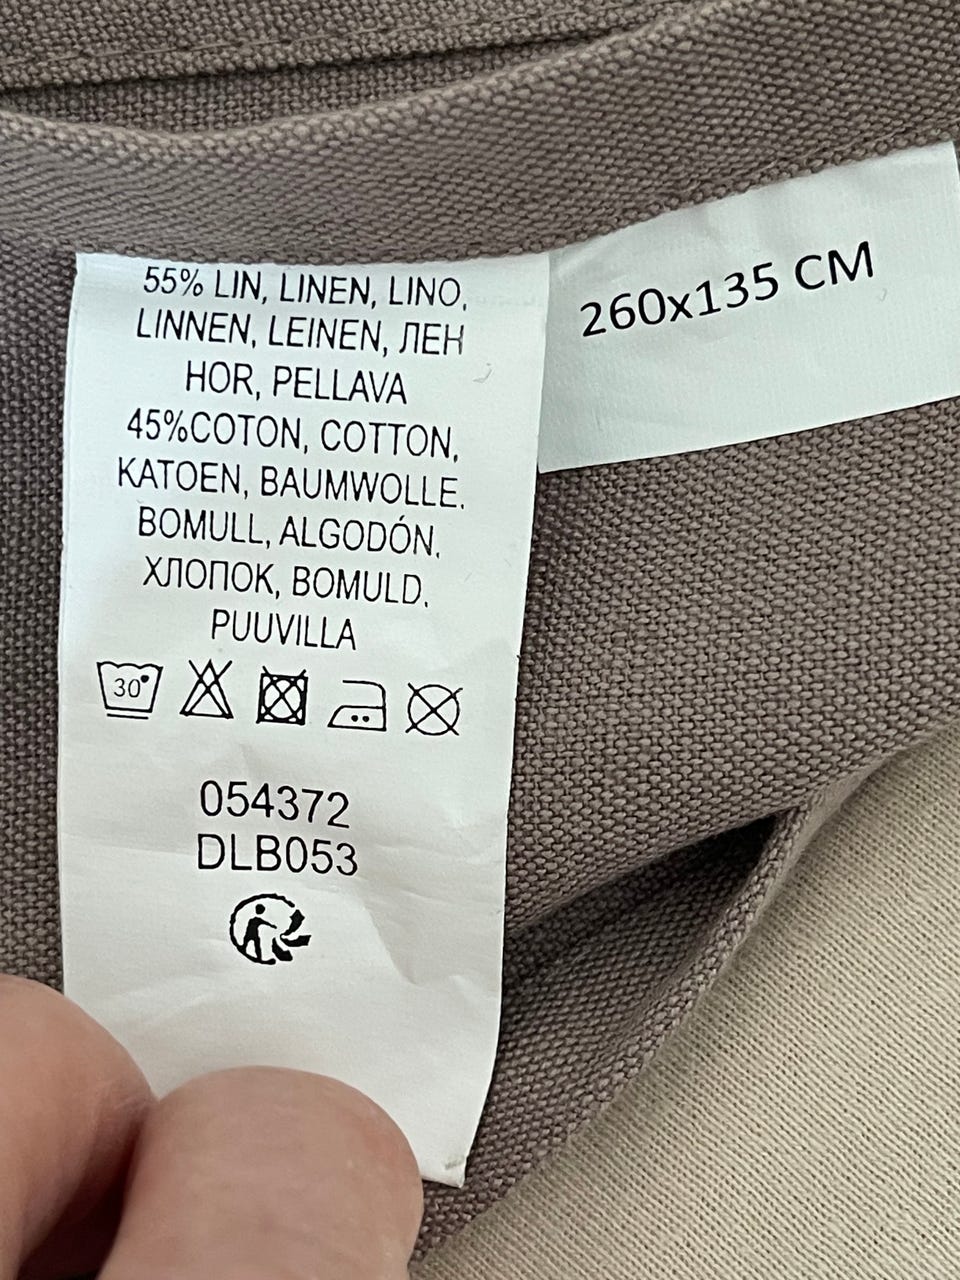 55% LIN, LINEN, LINO,
LINNEN, LEINEN, ЛЕН
HOR, PELLAVA
45%COTON, COTTON,
KATOEN, BAUMWOLLE,
BOMULL, ALGODÓN,
ХЛОПОК, BOMULD,
PUUVILLA
30°
054372
DLB053
260x135 CM